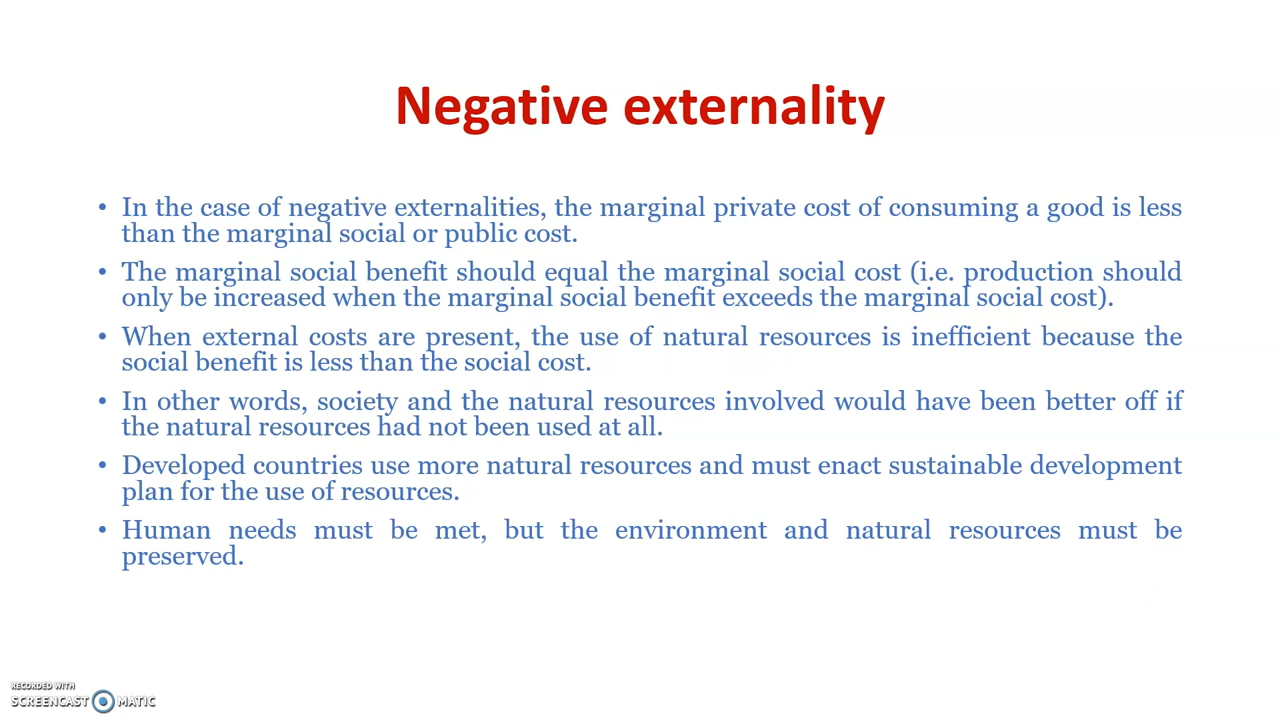 Negative externality
• In the case of negative externalities, the marginal private cost of consuming a good is less
than the marginal social or public cost.
• The marginal social benefit should equal the marginal social cost (i.e. production should
only be increased when the marginal social benefit exceeds the marginal social cost).
• When external costs are present, the use of natural resources is inefficient because the
social benefit is less than the social cost.
• In other words, society and the natural resources involved would have been better off if
the natural resources had not been used at all.
• Developed countries use more natural resources and must enact sustainable development
plan for the use of resources.
• Human needs must be met, but the environment and natural resources must be
preserved.
RECORDED WITH
SCREENCAST MATIC